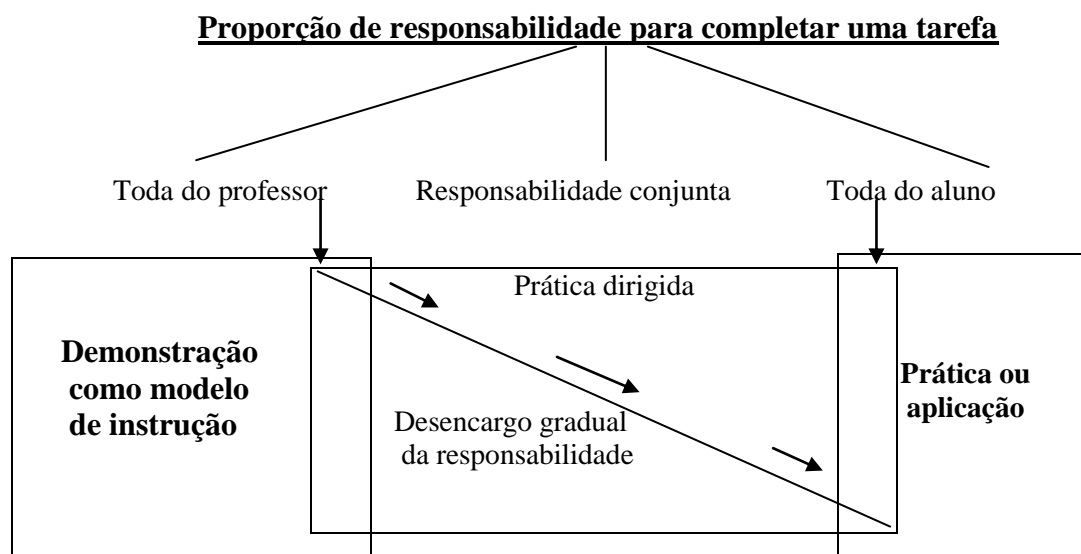 Proporção de responsabilidade para completar uma tarefa
Toda do professor
Responsabilidade conjunta
Toda do aluno
Prática dirigida
Demonstração
como modelo
de instrução
Desencargo gradual
da responsabilidade
Prática ou
aplicação